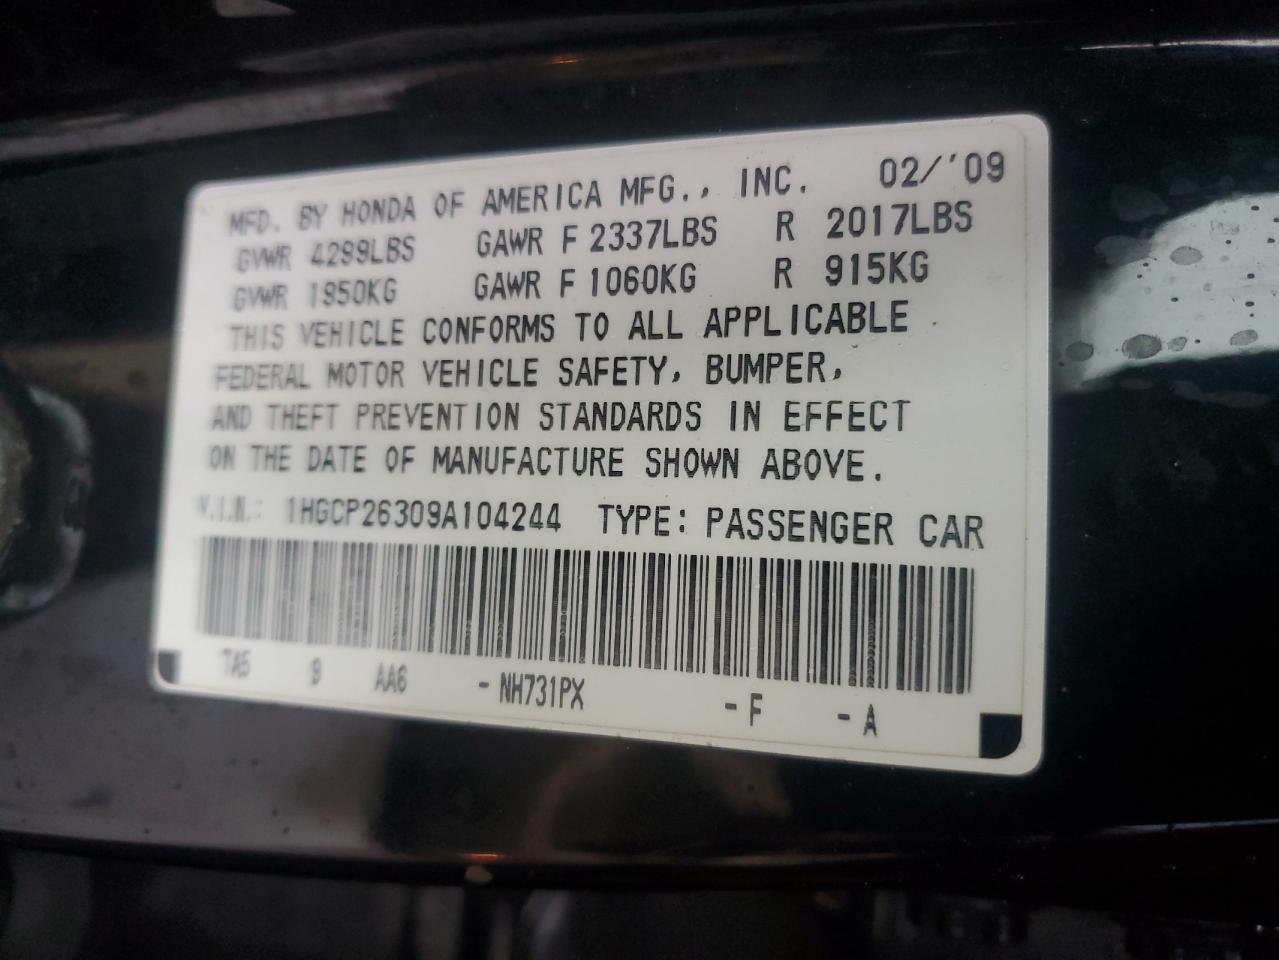 MFD. BY HONDA OF AMERICA MFG., INC. 02/'09
GVWR 4299LBS GAWR F 2337LBS R 2017LBS
GVWR 1950KG GAWR F 1060KG R 915KG
THIS VEHICLE CONFORMS TO ALL APPLICABLE
FEDERAL MOTOR VEHICLE SAFETY, BUMPER,
AND THEFT PREVENTION STANDARDS IN EFFECT
ON THE DATE OF MANUFACTURE SHOWN ABOVE.
V.I.N.: 1HGCP26309A104244 TYPE: PASSENGER CAR
TA5 9 AA6 -NH731PX -F -A